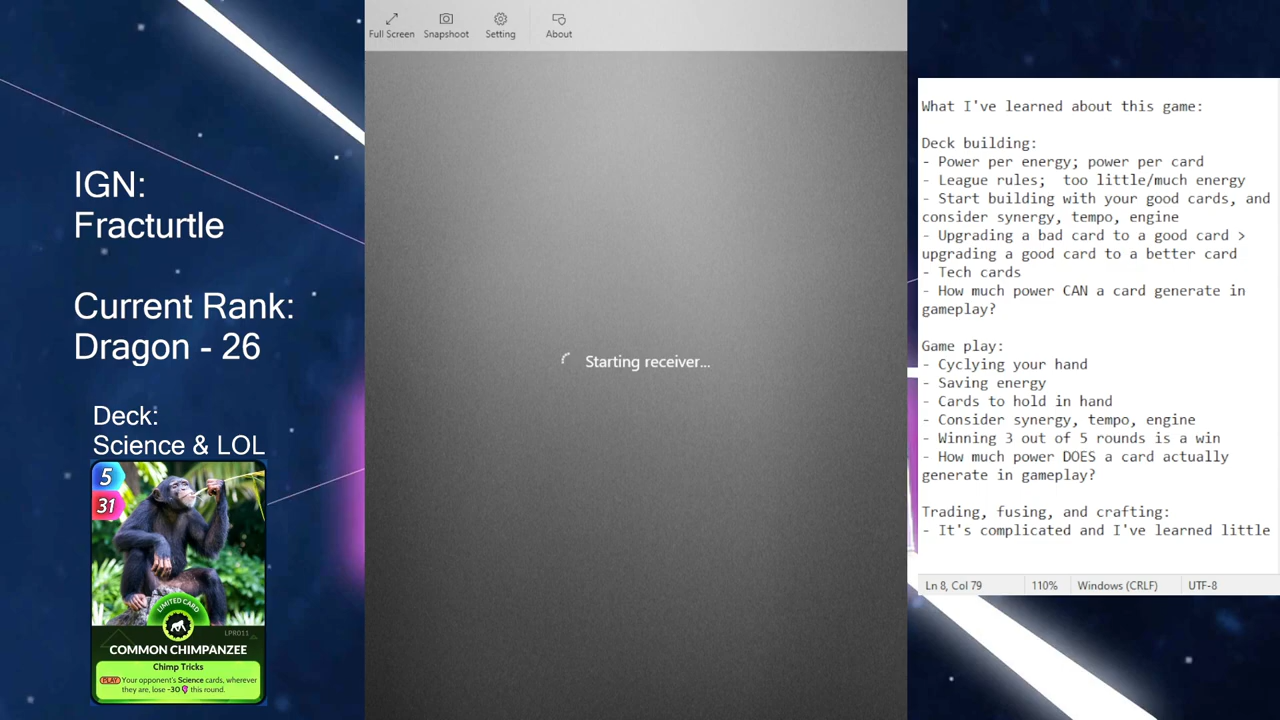 IGN:
Fracturtle
Current Rank:
Dragon - 26
Deck:
Science & LOL
5
31
LIMITED CARD
LPR011
COMMON CHIMPANZEE
Chimp Tricks
PLAY Your opponent's Science cards, wherever
they are, lose -30 this round.
Full Screen
Snapshoot
Setting
About
Starting receiver...
What I've learned about this game:
Deck building:
- Power per energy; power per card
- League rules;  too little/much energy
- Start building with your good cards, and
consider synergy, tempo, engine
- Upgrading a bad card to a good card >
upgrading a good card to a better card
- Tech cards
- How much power CAN a card generate in
gameplay?
Game play:
- Cyclying your hand
- Saving energy
- Cards to hold in hand
- Consider synergy, tempo, engine
- Winning 3 out of 5 rounds is a win
- How much power DOES a card actually
generate in gameplay?
Trading, fusing, and crafting:
- It's complicated and I've learned little
Ln 8, Col 79
110%
Windows (CRLF)
UTF-8